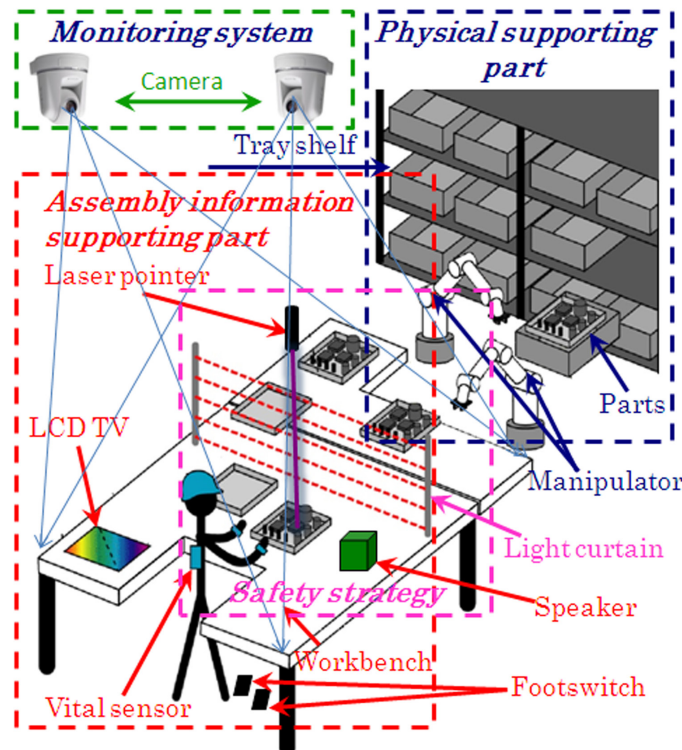 Monitoring system
Camera
Physical supporting
part
Tray shelf
Assembly information
supporting part
Laser pointer
LCD TV
Parts
Manipulator
Light curtain
Safety strategy
Speaker
Workbench
Footswitch
Vital sensor